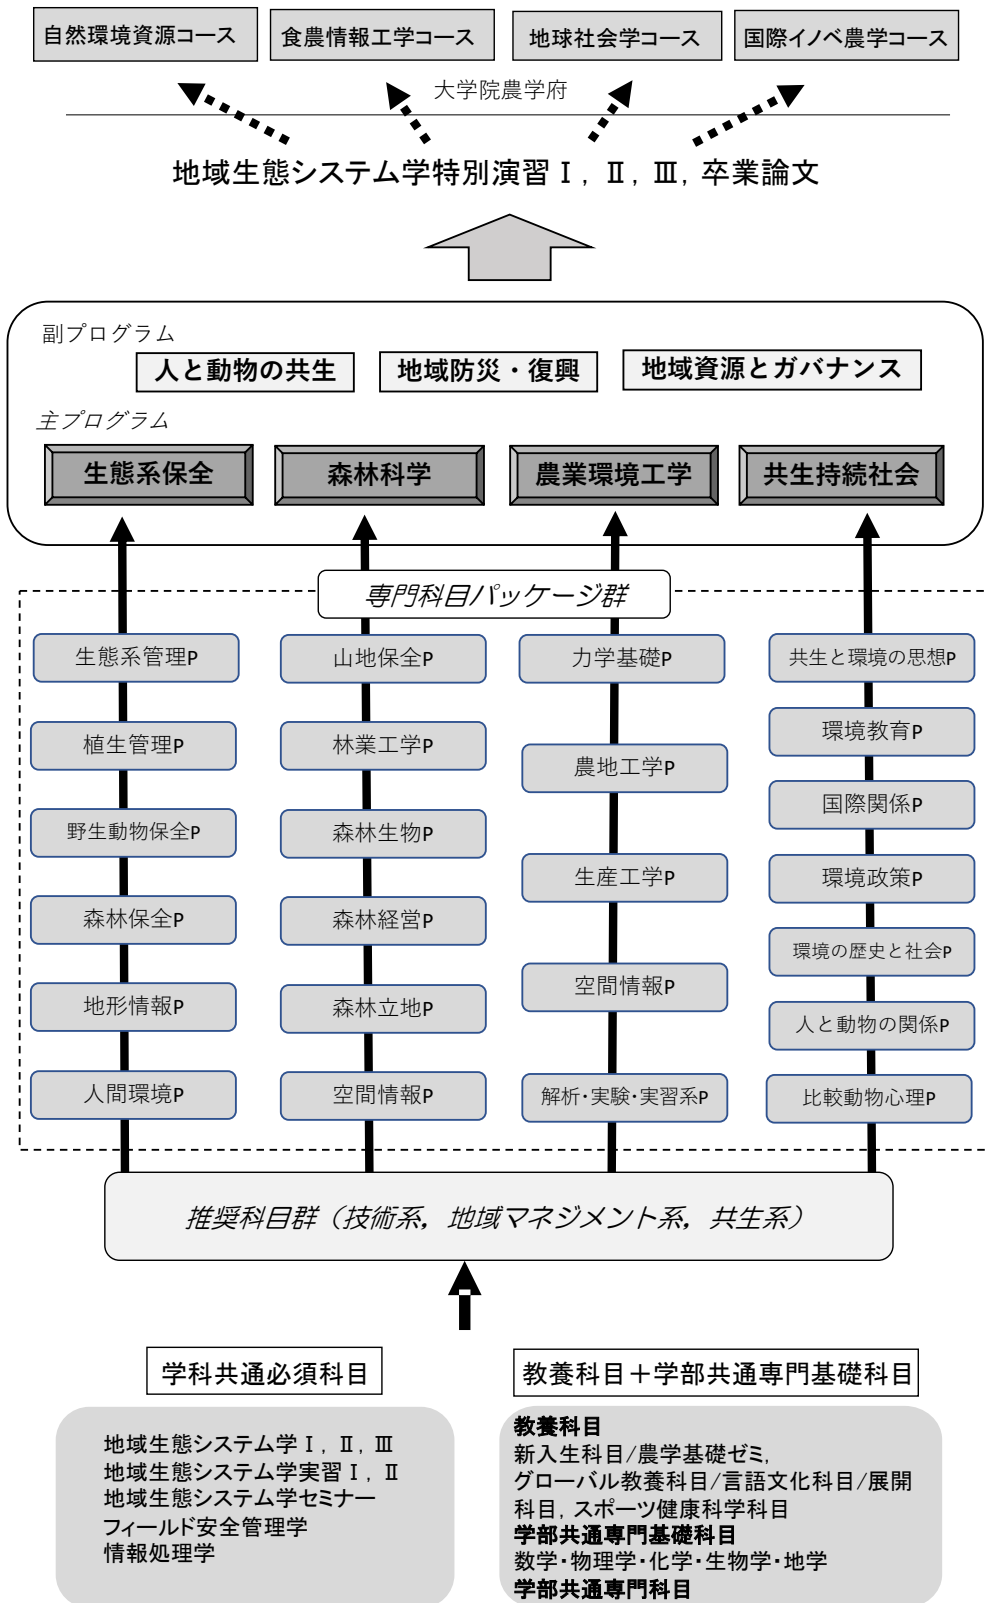 自然環境資源コース
食農情報工学コース
地球社会学コース
国際イノベ農学コース
大学院農学府
地域生態システム学特別演習Ⅰ, Ⅱ, Ⅲ, 卒業論文
副プログラム
人と動物の共生
地域防災・復興
地域資源とガバナンス
主プログラム
生態系保全
森林科学
農業環境工学
共生持続社会
専門科目パッケージ群
生態系管理P
植生管理P
野生動物保全P
森林保全P
地形情報P
人間環境P
山地保全P
林業工学P
森林生物P
森林経営P
森林立地P
空間情報P
力学基礎P
農地工学P
生産工学P
空間情報P
解析・実験・実習系P
共生と環境の思想P
環境教育P
国際関係P
環境政策P
環境の歴史と社会P
人と動物の関係P
比較動物心理P
推奨科目群（技術系，地域マネジメント系，共生系）
学科共通必須科目
地域生態システム学Ⅰ, Ⅱ, Ⅲ
地域生態システム学実習Ⅰ, Ⅱ
地域生態システム学セミナー
フィールド安全管理学
情報処理学
教養科目＋学部共通専門基礎科目
教養科目
新入生科目/農学基礎ゼミ,
グローバル教養科目/言語文化科目/展開
科目, スポーツ健康科学科目
学部共通専門基礎科目
数学・物理学・化学・生物学・地学
学部共通専門科目